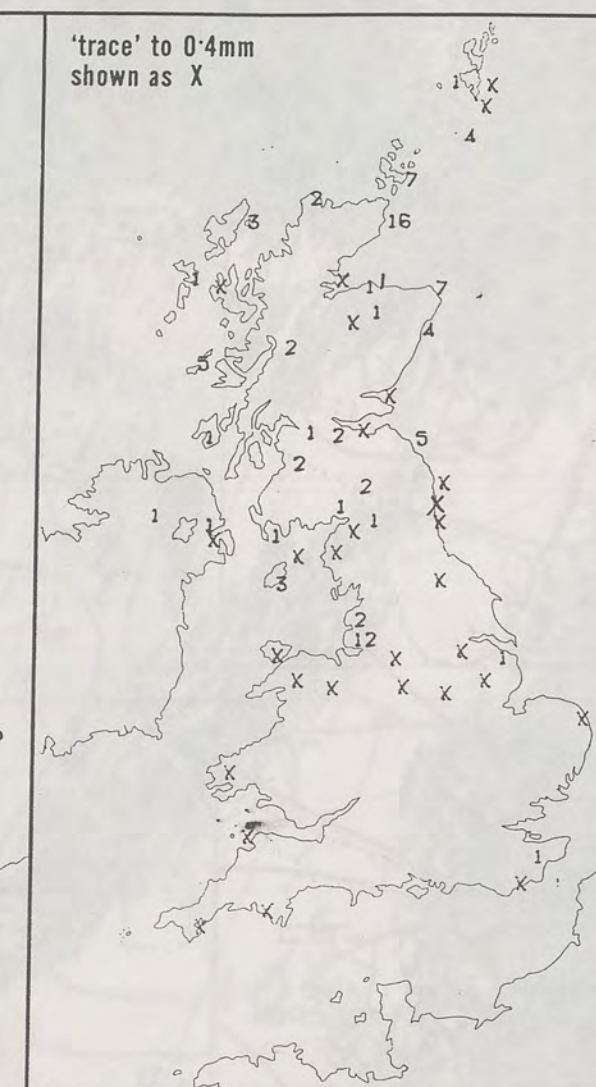 'trace' to 0·4mm
shown as X
1 X
X
4
7
2
3 16
1 X X 1 1 7
X 1
4
2
5
X
1 1 2 X 5
2
2 X
1 X
1 1 1 1 X
X X
X X
3 X
2
12
X X X 1
X X X X X
X
X
X
1
X
X X